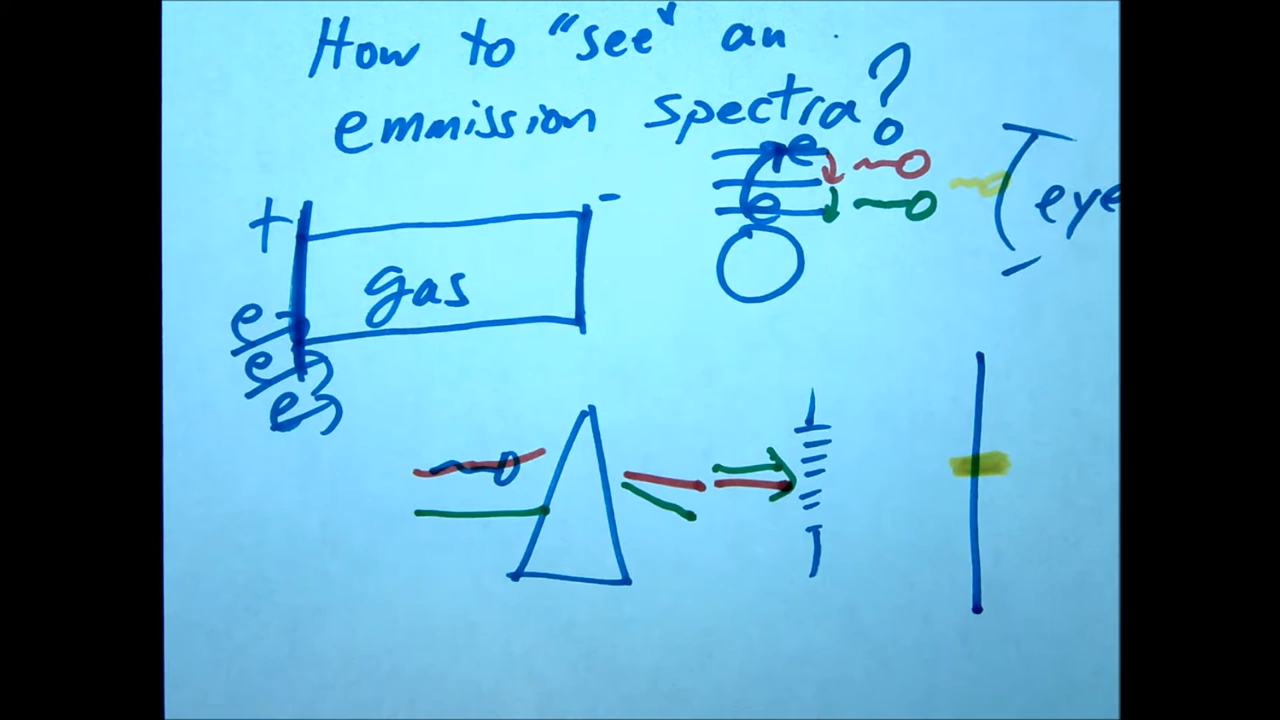 How to "see" an
emmission spectra?
e
e
eye
+
-
gas
e
e
e